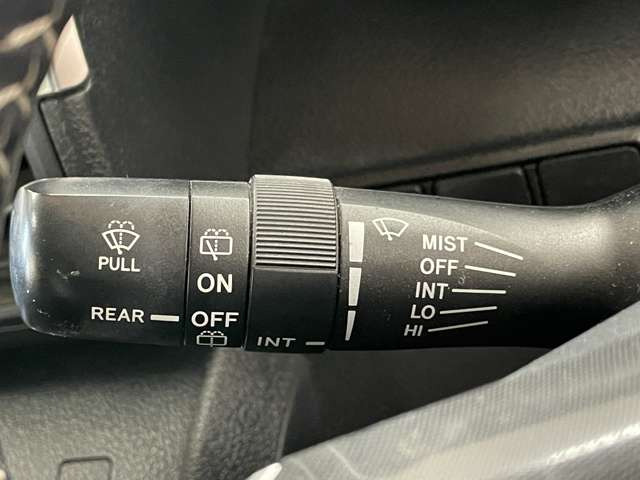 PULL
REAR
ON
OFF
INT
MIST
OFF
INT
LO
HI